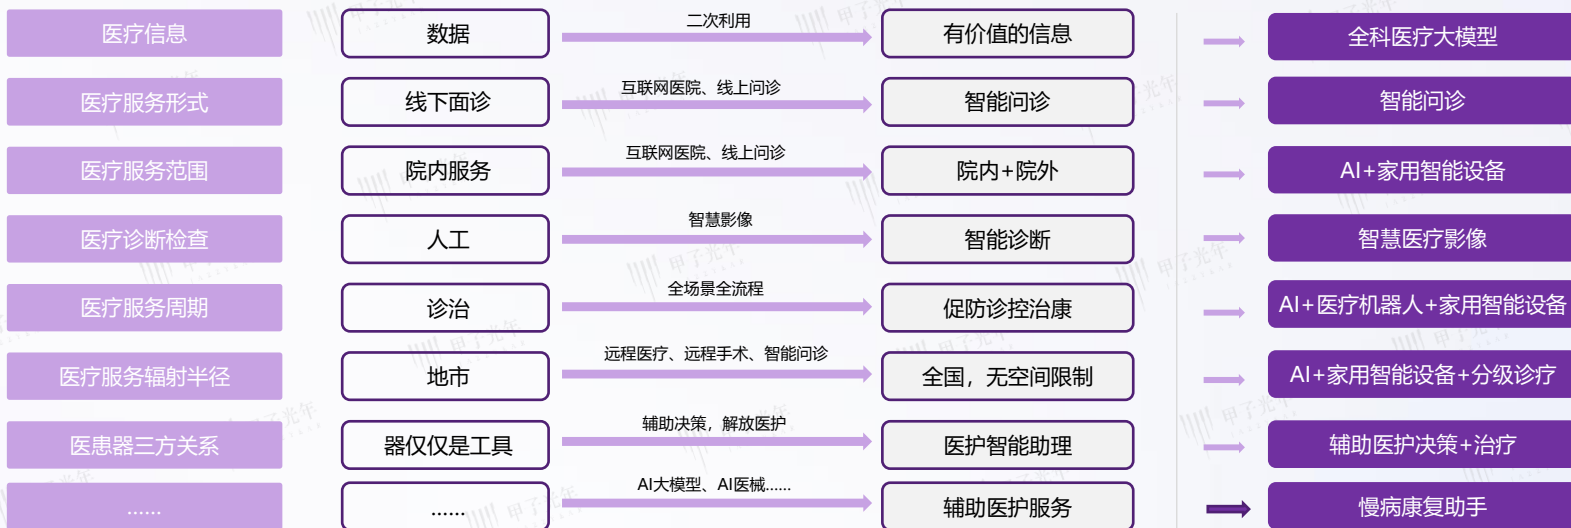 医疗信息
数据
二次利用
有价值的信息
全科医疗大模型
医疗服务形式
线下面诊
互联网医院、线上问诊
智能问诊
智能问诊
医疗服务范围
院内服务
互联网医院、线上问诊
院内+院外
AI+家用智能设备
医疗诊断检查
人工
智慧影像
智能诊断
智慧医疗影像
医疗服务周期
诊治
全场景全流程
促防诊控治康
AI+医疗机器人+家用智能设备
医疗服务辐射半径
地市
远程医疗、远程手术、智能问诊
全国，无空间限制
AI+家用智能设备+分级诊疗
医患器三方关系
器仅仅是工具
辅助决策，解放医护
医护智能助理
辅助医护决策+治疗
......
......
AI大模型、AI医械......
辅助医护服务
慢病康复助手
甲子光年